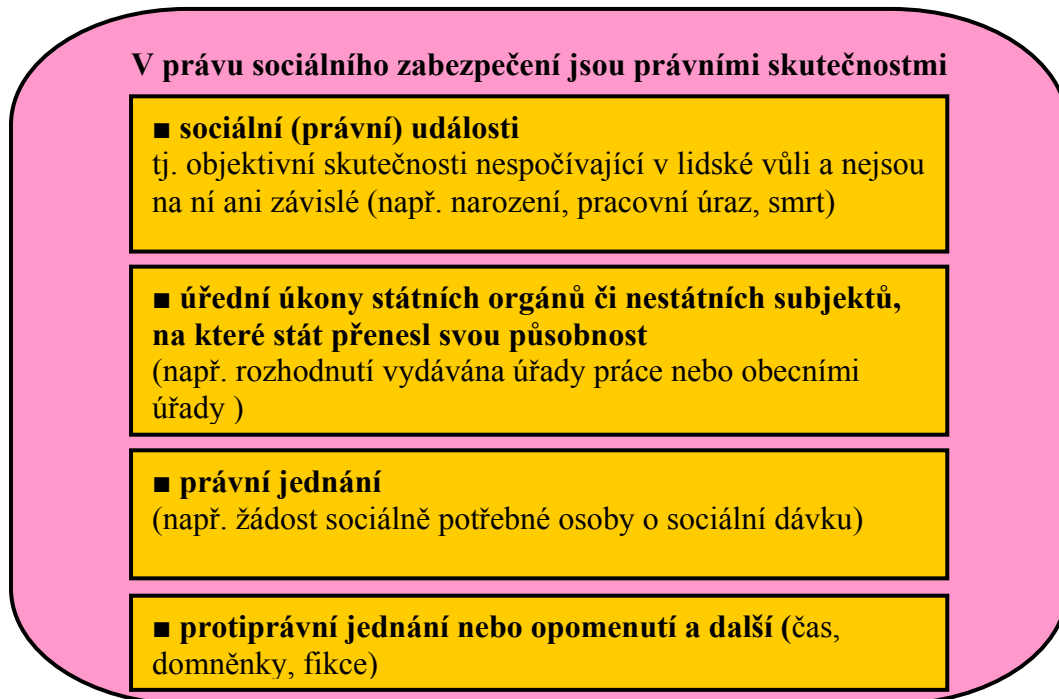 V právu sociálního zabezpečení jsou právními skutečnostmi
■ sociální (právní) události
tj. objektivní skutečnosti nespočívající v lidské vůli a nejsou
na ní ani závislé (např. narození, pracovní úraz, smrt)
■ úřední úkony státních orgánů či nestátních subjektů,
na které stát přenesl svou působnost
(např. rozhodnutí vydávána úřady práce nebo obecními
úřady )
■ právní jednání
(např. žádost sociálně potřebné osoby o sociální dávku)
■ protiprávní jednání nebo opomenutí a další (čas,
domněnky, fikce)